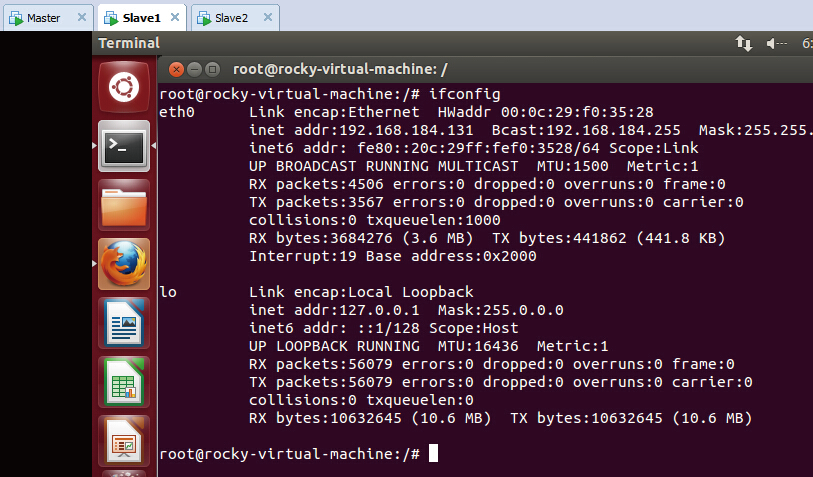 Master Slave1 Slave2
Terminal 6:
root@rocky-virtual-machine: /
root@rocky-virtual-machine:/# ifconfig
eth0 Link encap:Ethernet HWaddr 00:0c:29:f0:35:28
inet addr:192.168.184.131 Bcast:192.168.184.255 Mask:255.255.
inet6 addr: fe80::20c:29ff:fef0:3528/64 Scope:Link
UP BROADCAST RUNNING MULTICAST MTU:1500 Metric:1
RX packets:4506 errors:0 dropped:0 overruns:0 frame:0
TX packets:3567 errors:0 dropped:0 overruns:0 carrier:0
collisions:0 txqueuelen:1000
RX bytes:3684276 (3.6 MB) TX bytes:441862 (441.8 KB)
Interrupt:19 Base address:0x2000
lo Link encap:Local Loopback
inet addr:127.0.0.1 Mask:255.0.0.0
inet6 addr: ::1/128 Scope:Host
UP LOOPBACK RUNNING MTU:16436 Metric:1
RX packets:56079 errors:0 dropped:0 overruns:0 frame:0
TX packets:56079 errors:0 dropped:0 overruns:0 carrier:0
collisions:0 txqueuelen:0
RX bytes:10632645 (10.6 MB) TX bytes:10632645 (10.6 MB)
root@rocky-virtual-machine:/#